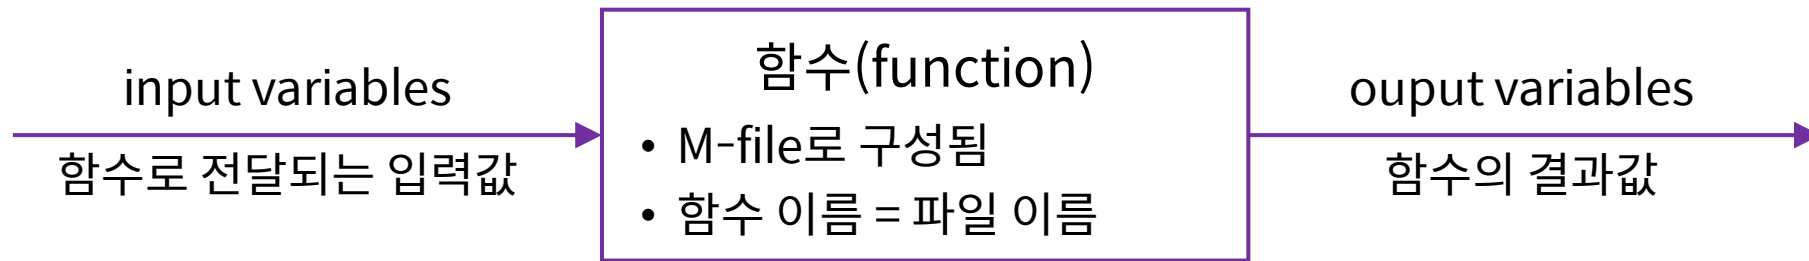 input variables
함수로 전달되는 입력값
함수(function)
• M-file로 구성됨
• 함수 이름 = 파일 이름
ouput variables
함수의 결과값